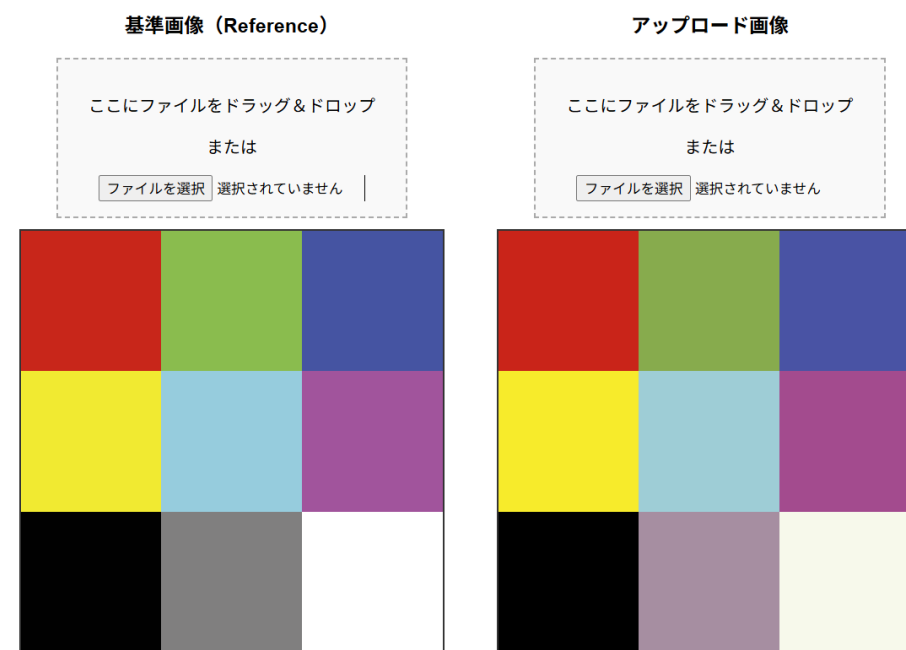 基準画像（Reference）
ここにファイルをドラッグ＆ドロップ
または
ファイルを選択 選択されていません
アップロード画像
ここにファイルをドラッグ＆ドロップ
または
ファイルを選択 選択されていません